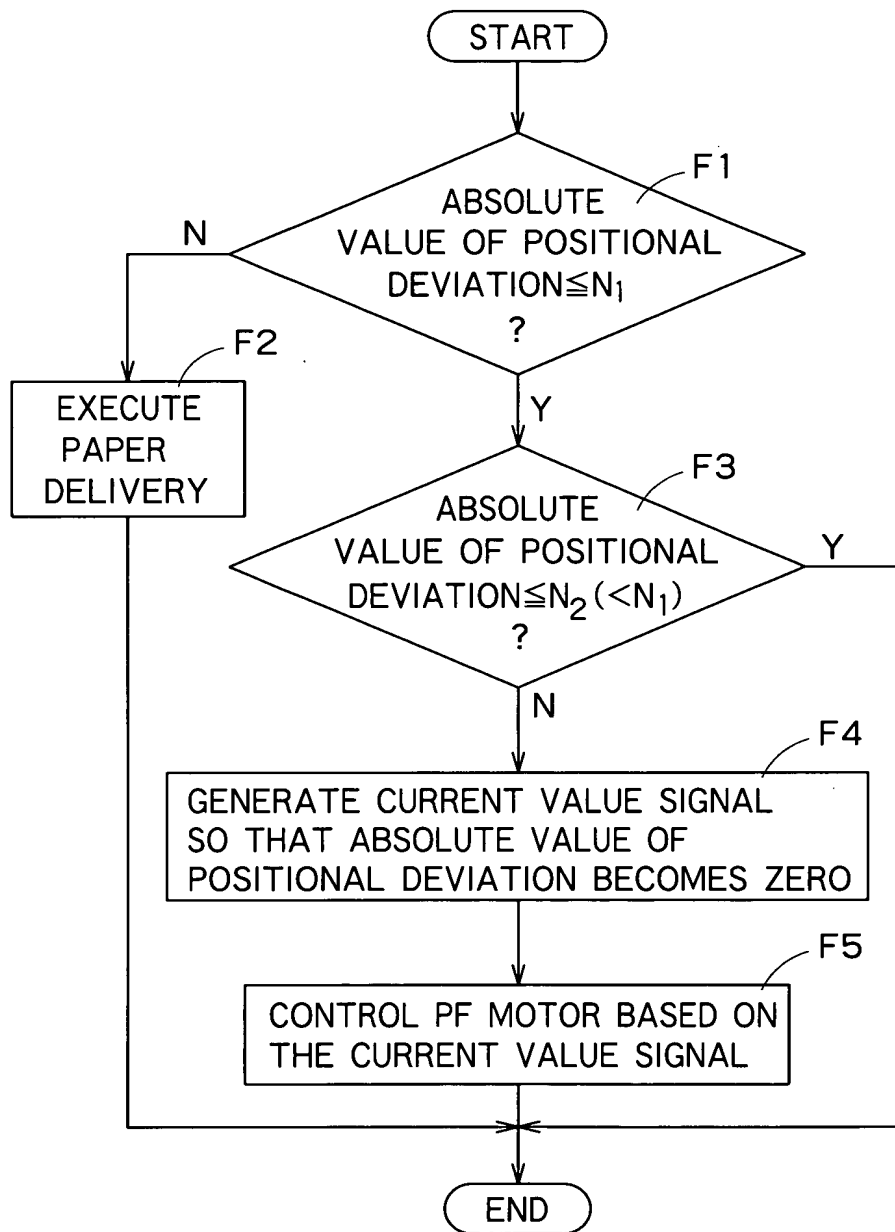 START
F1
ABSOLUTE
VALUE OF POSITIONAL
DEVIATION≦N1
?
N
Y
F2
EXECUTE
PAPER
DELIVERY
F3
ABSOLUTE
VALUE OF POSITIONAL
DEVIATION≦N2(<N1)
?
Y
N
F4
GENERATE CURRENT VALUE SIGNAL
SO THAT ABSOLUTE VALUE OF
POSITIONAL DEVIATION BECOMES ZERO
F5
CONTROL PF MOTOR BASED ON
THE CURRENT VALUE SIGNAL
END